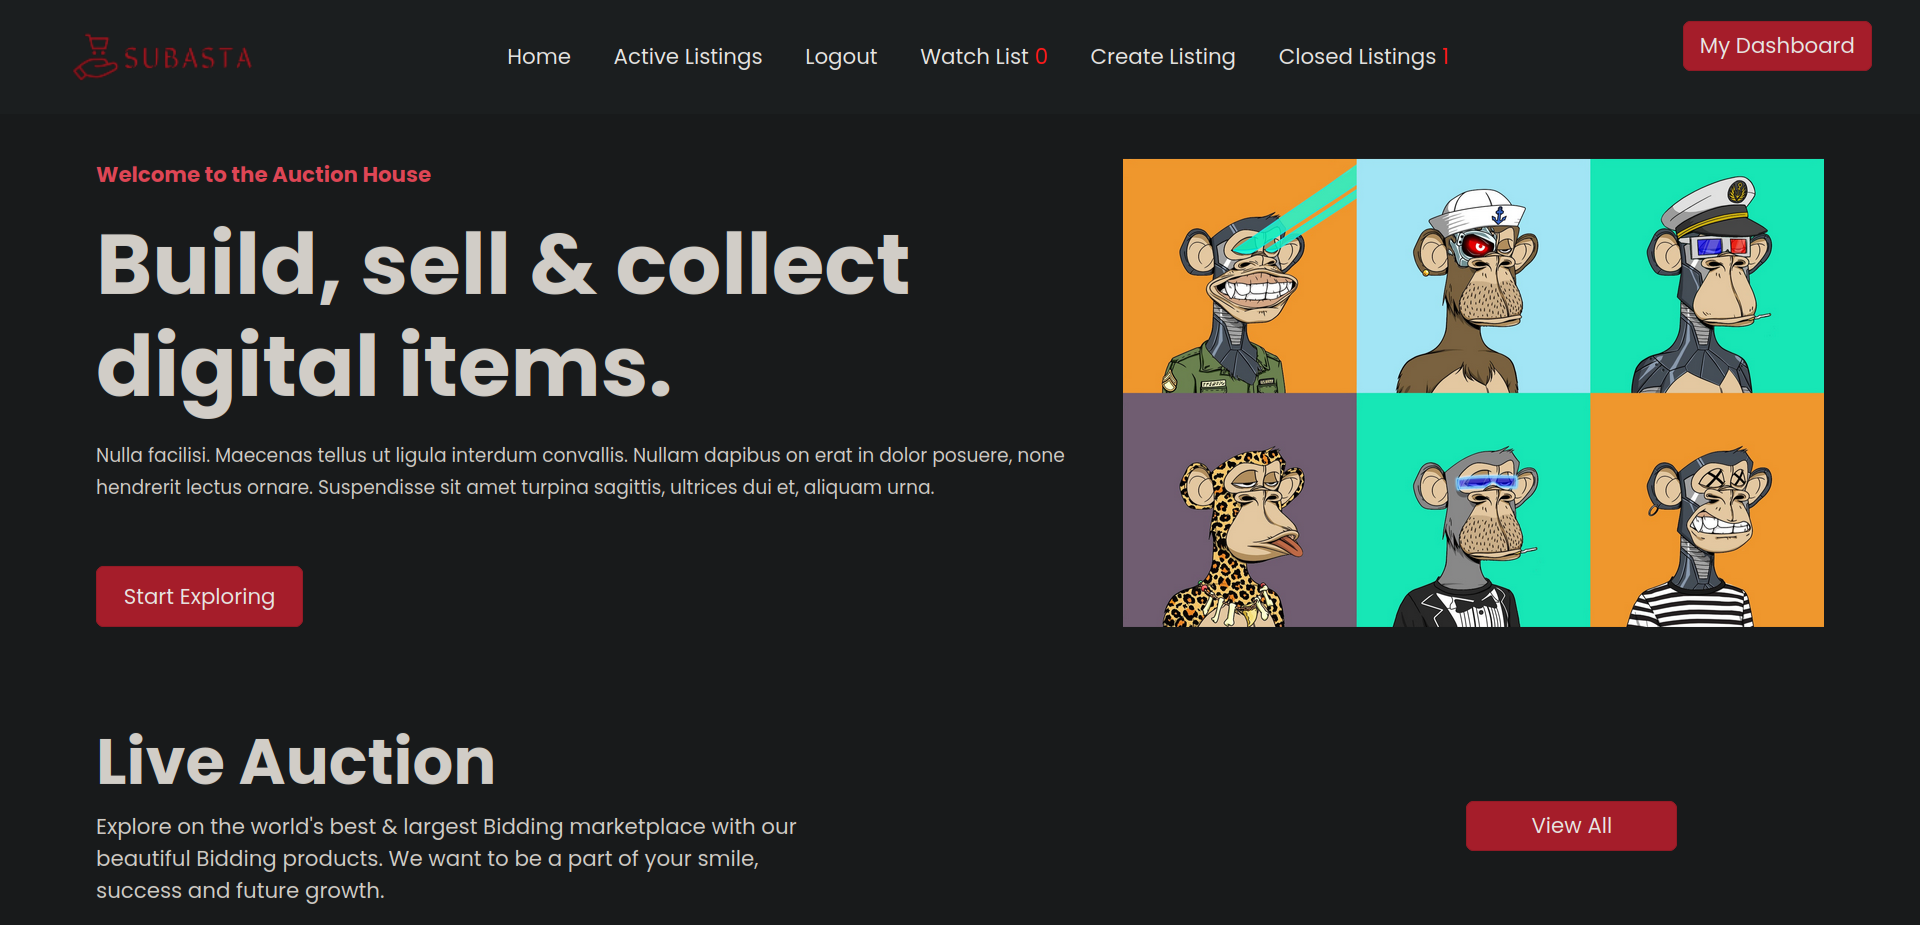 SUBASTA
Home Active Listings Logout Watch List 0 Create Listing Closed Listings 1
My Dashboard
Welcome to the Auction House
Build, sell & collect
digital items.
Nulla facilisi. Maecenas tellus ut ligula interdum convallis. Nullam dapibus on erat in dolor posuere, none
hendrerit lectus ornare. Suspendisse sit amet turpina sagittis, ultrices dui et, aliquam urna.
Start Exploring
Live Auction
Explore on the world's best & largest Bidding marketplace with our
beautiful Bidding products. We want to be a part of your smile,
success and future growth.
View All